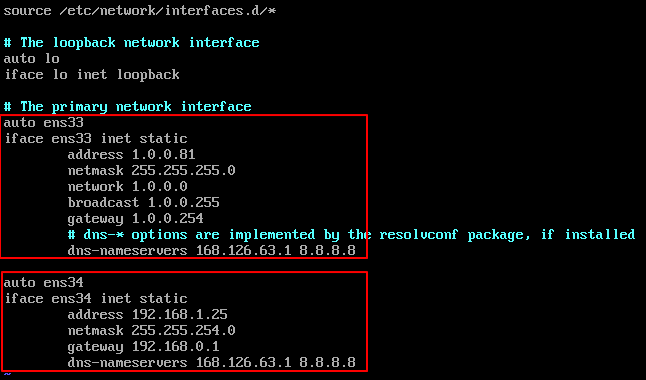 source /etc/network/interfaces.d/*
# The loopback network interface
auto lo
iface lo inet loopback
# The primary network interface
auto ens33
iface ens33 inet static
address 1.0.0.81
netmask 255.255.255.0
network 1.0.0.0
broadcast 1.0.0.255
gateway 1.0.0.254
# dns-* options are implemented by the resolvconf package, if installed
dns-nameservers 168.126.63.1 8.8.8.8
auto ens34
iface ens34 inet static
address 192.168.1.25
netmask 255.255.254.0
gateway 192.168.0.1
dns-nameservers 168.126.63.1 8.8.8.8
~